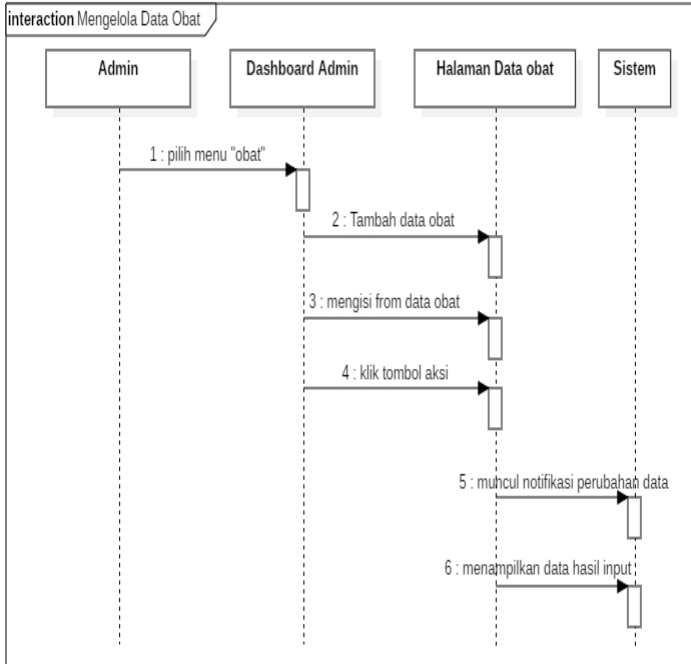 interaction Mengelola Data Obat
Admin
Dashboard Admin
Halaman Data obat
Sistem
1 : pilih menu "obat"
2 : Tambah data obat
3 : mengisi from data obat
4 : klik tombol aksi
5 : muncul notifikasi perubahan data
6 : menampilkan data hasil input